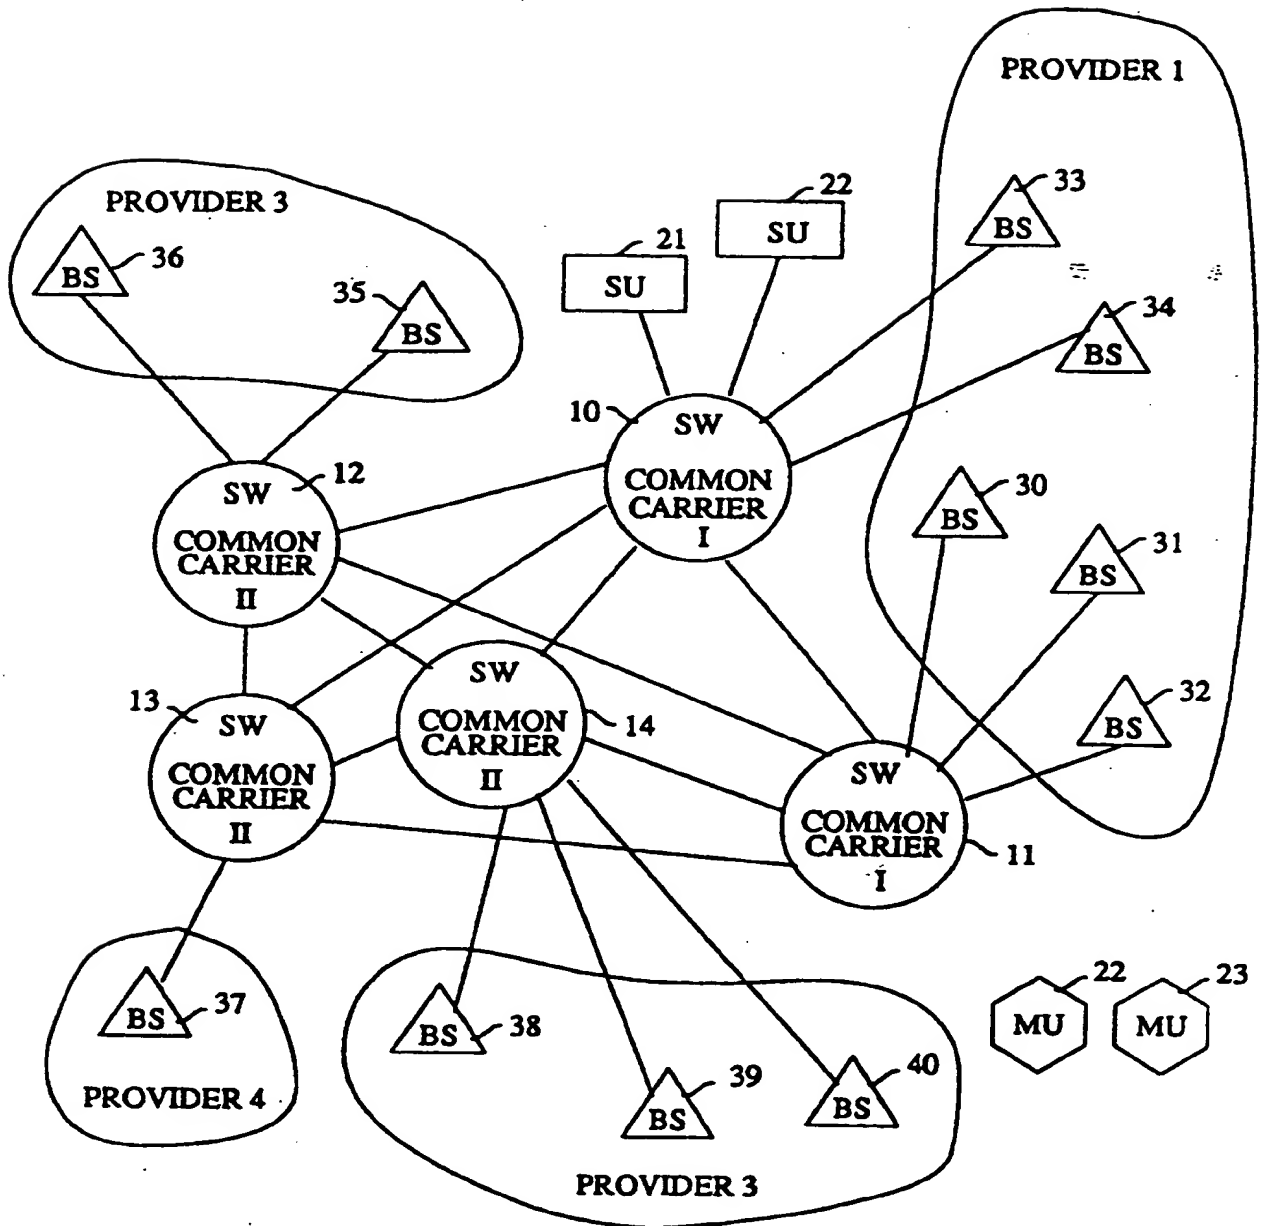 PROVIDER 1
33
BS
34
BS
30
BS
31
BS
32
BS
PROVIDER 3
36
BS
35
BS
21
SU
22
SU
10
SW
COMMON
CARRIER
I
12
SW
COMMON
CARRIER
II
13
SW
COMMON
CARRIER
II
14
SW
COMMON
CARRIER
II
11
SW
COMMON
CARRIER
I
37
BS
PROVIDER 4
38
BS
39
BS
40
BS
PROVIDER 3
22
MU
23
MU